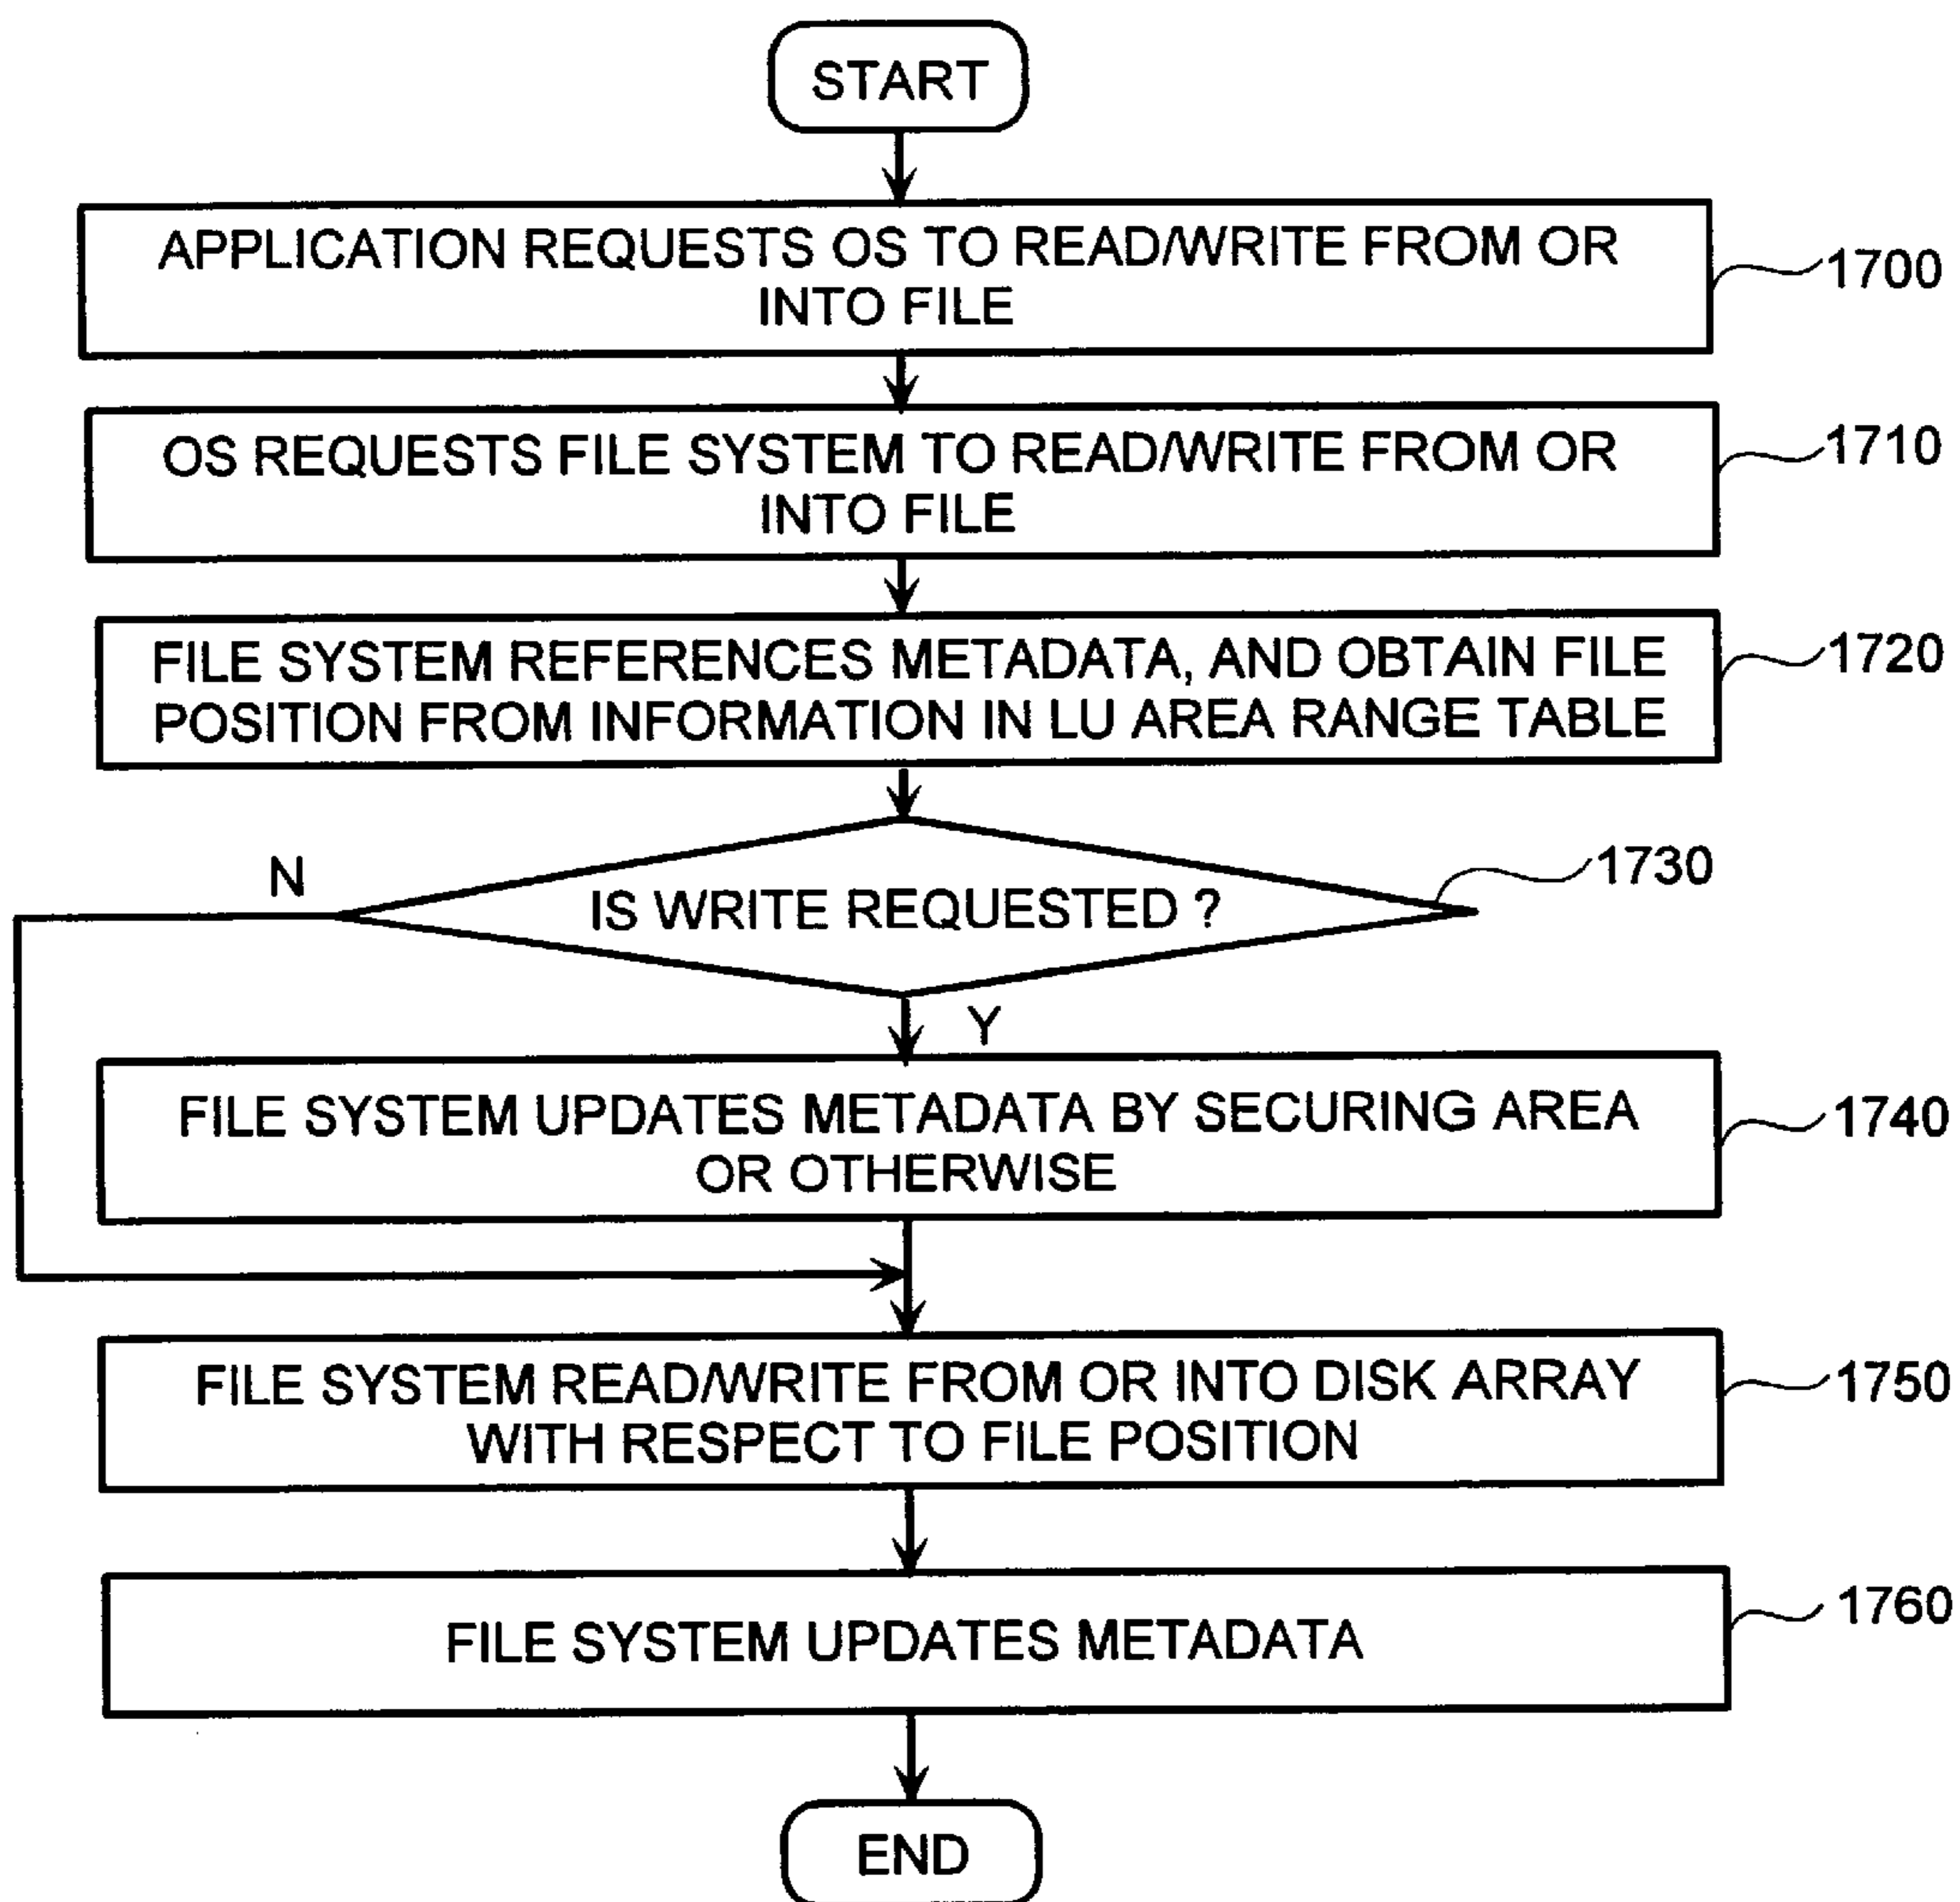 START
APPLICATION REQUESTS OS TO READ/WRITE FROM OR
INTO FILE
1700
OS REQUESTS FILE SYSTEM TO READ/WRITE FROM OR
INTO FILE
1710
FILE SYSTEM REFERENCES METADATA, AND OBTAIN FILE
POSITION FROM INFORMATION IN LU AREA RANGE TABLE
1720
N
IS WRITE REQUESTED ?
1730
Y
FILE SYSTEM UPDATES METADATA BY SECURING AREA
OR OTHERWISE
1740
FILE SYSTEM READ/WRITE FROM OR INTO DISK ARRAY
WITH RESPECT TO FILE POSITION
1750
FILE SYSTEM UPDATES METADATA
1760
END